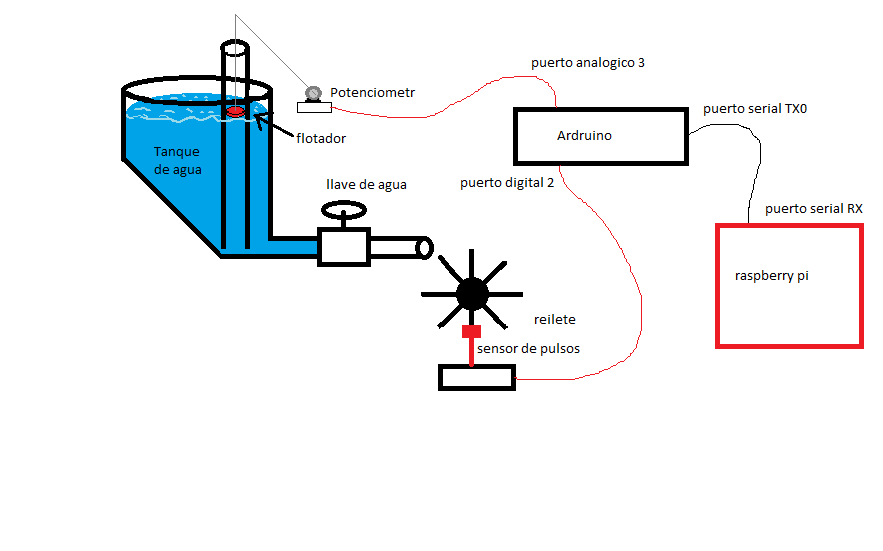 puerto analogico 3
Potenciometr
puerto serial TX0
flotador
Ardruino
Tanque
de agua
llave de agua
puerto digital 2
puerto serial RX
raspberry pi
reilete
sensor de pulsos